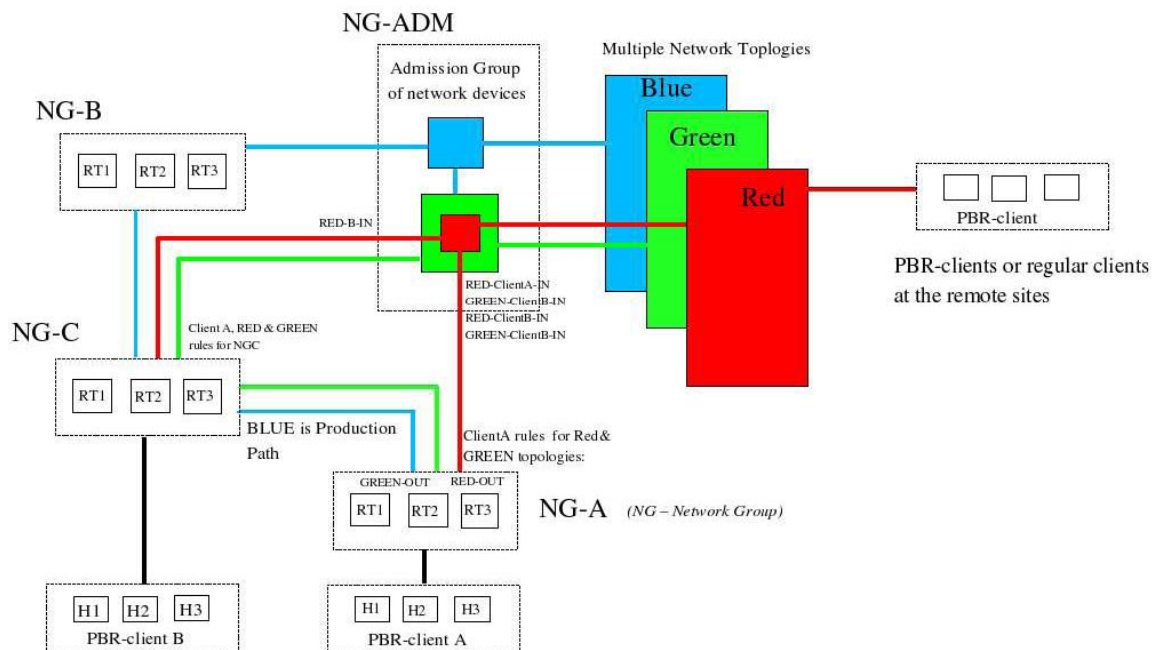 NG-ADM
Multiple Network Toplogies
Admission Group
of network devices
Blue
NG-B
Green
RT1 RT2 RT3
Red
RED-B-IN
PBR-client
PBR-clients or regular clients
at the remote sites
RED-ClientA-IN
GREEN-ClientB-IN
RED-ClientB-IN
GREEN-ClientB-IN
NG-C
Client A, RED & GREEN
rules for NGC
RT1 RT2 RT3
BLUE is Production
Path
ClientA rules for Red &
GREEN topologies:
GREEN-OUT RED-OUT
RT1 RT2 RT3
NG-A (NG – Network Group)
H1 H2 H3
PBR-client B
H1 H2 H3
PBR-client A